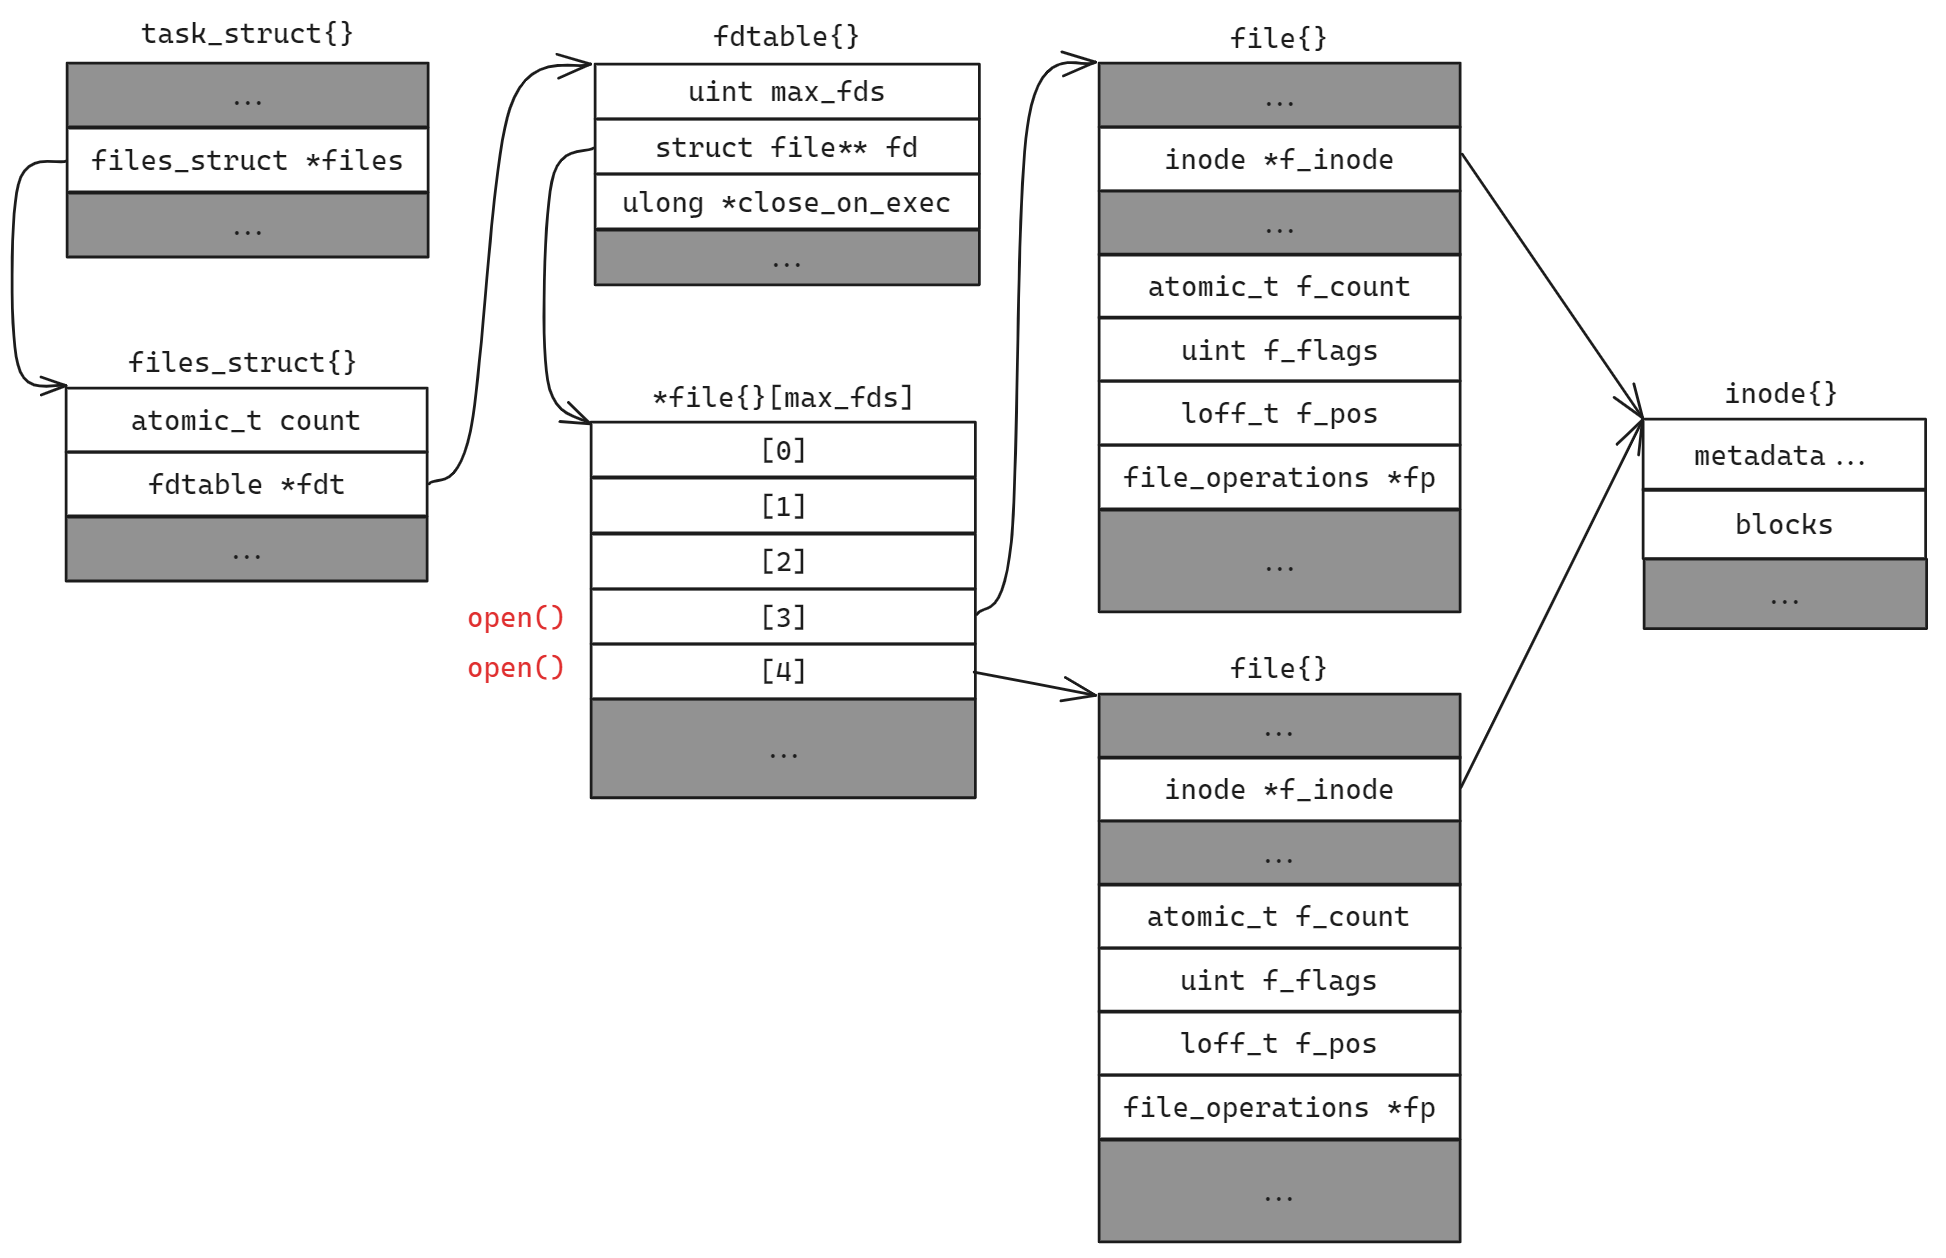 task_struct{}
...
files_struct *files
...
files_struct{}
atomic_t count
fdtable *fdt
...
fdtable{}
uint max_fds
struct file** fd
ulong *close_on_exec
...
*file{}[max_fds]
[0]
[1]
[2]
open() [3]
open() [4]
...
file{}
...
inode *f_inode
...
atomic_t f_count
uint f_flags
loff_t f_pos
file_operations *fp
...
file{}
...
inode *f_inode
...
atomic_t f_count
uint f_flags
loff_t f_pos
file_operations *fp
...
inode{}
metadata ...
blocks
...